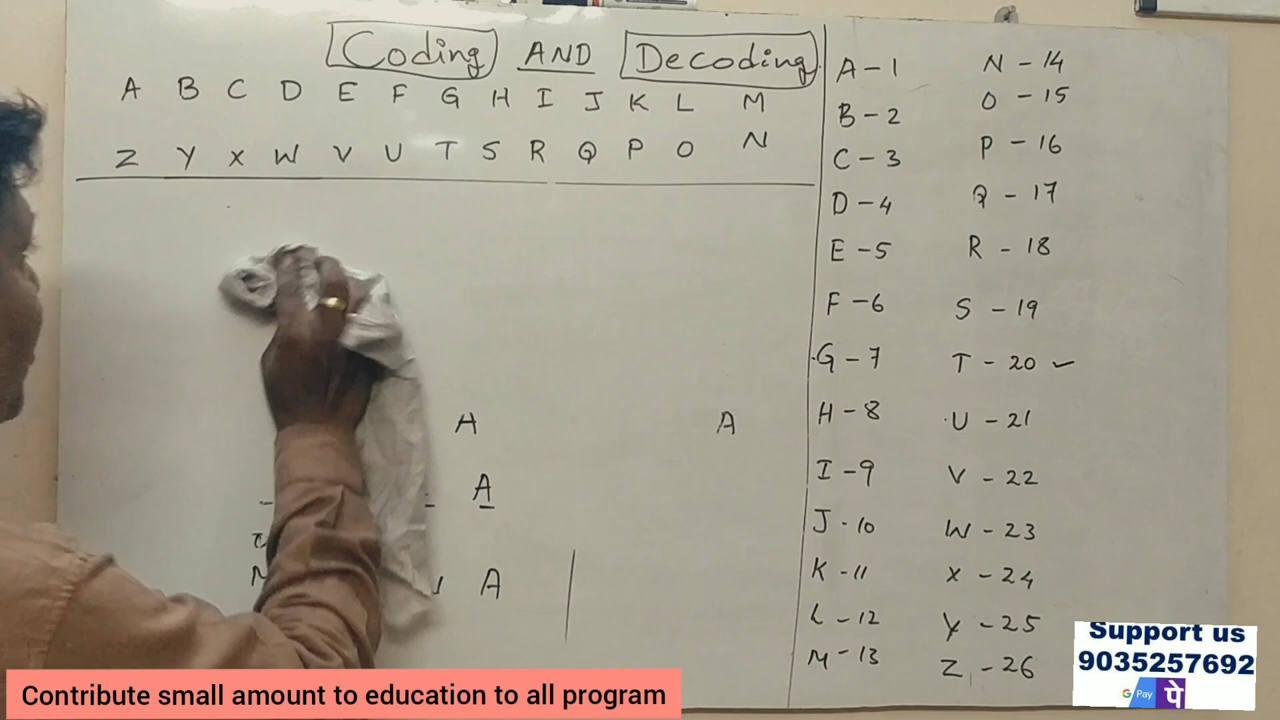 Coding AND Decoding
A B C D E F G H I J K L M
Z Y X W V U T S R Q P O N
A - 1
B - 2
C - 3
D - 4
E - 5
F - 6
G - 7
H - 8
I - 9
J - 10
K - 11
L - 12
M - 13
N - 14
O - 15
P - 16
Q - 17
R - 18
S - 19
T - 20 ✓
U - 21
V - 22
W - 23
X - 24
Y - 25
Z - 26
H A
A
A
Support us
9035257692
G Pay पे
Contribute small amount to education to all program